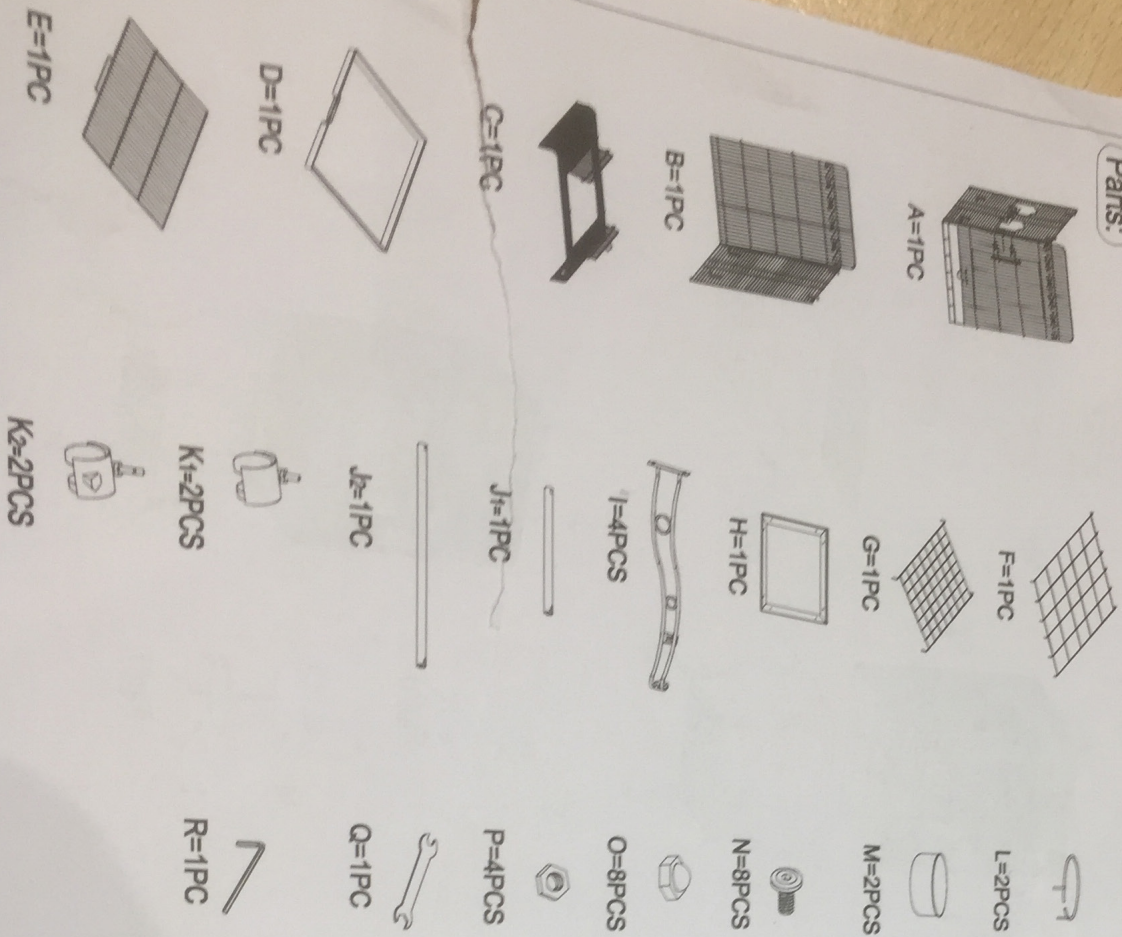 Parts:
A=1PC
B=1PC
C=1PC
D=1PC
E=1PC
F=1PC
G=1PC
H=1PC
I=4PCS
J1=1PC
J2=1PC
K1=2PCS
K2=2PCS
L=2PCS
M=2PCS
N=8PCS
O=8PCS
P=4PCS
Q=1PC
R=1PC